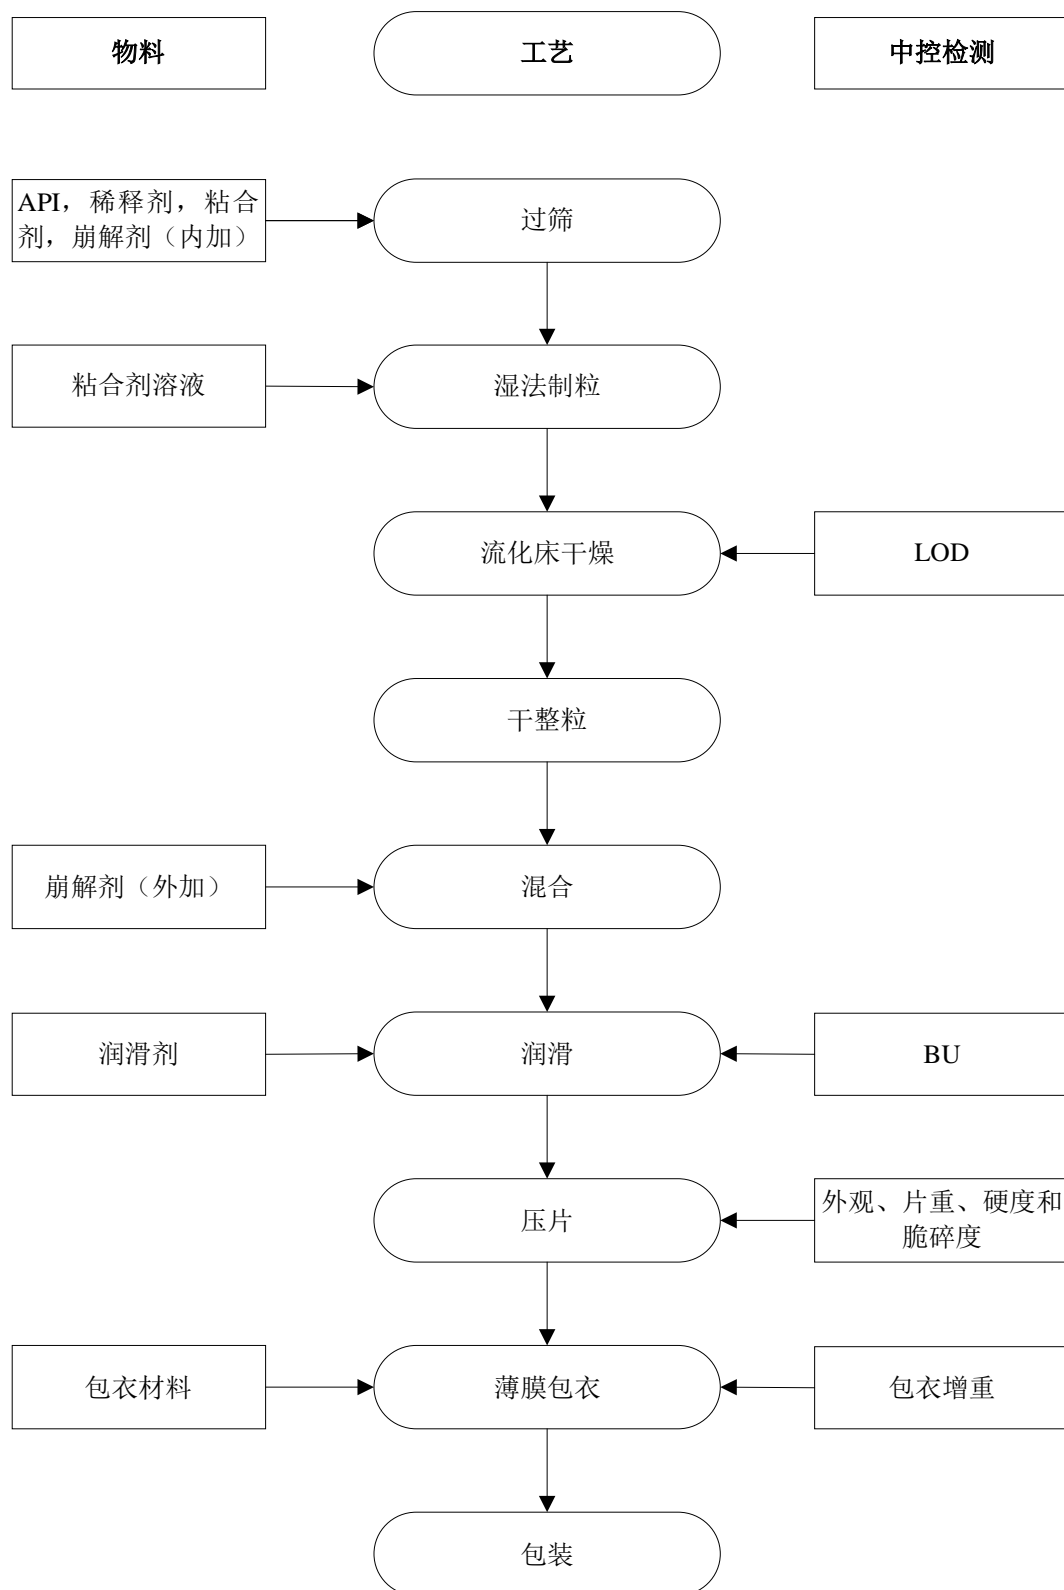 物料
工艺
中控检测
API，稀释剂，粘合
剂，崩解剂（内加）
过筛
粘合剂溶液
湿法制粒
流化床干燥
LOD
干整粒
崩解剂（外加）
混合
润滑剂
润滑
BU
压片
外观、片重、硬度和
脆碎度
包衣材料
薄膜包衣
包衣增重
包装